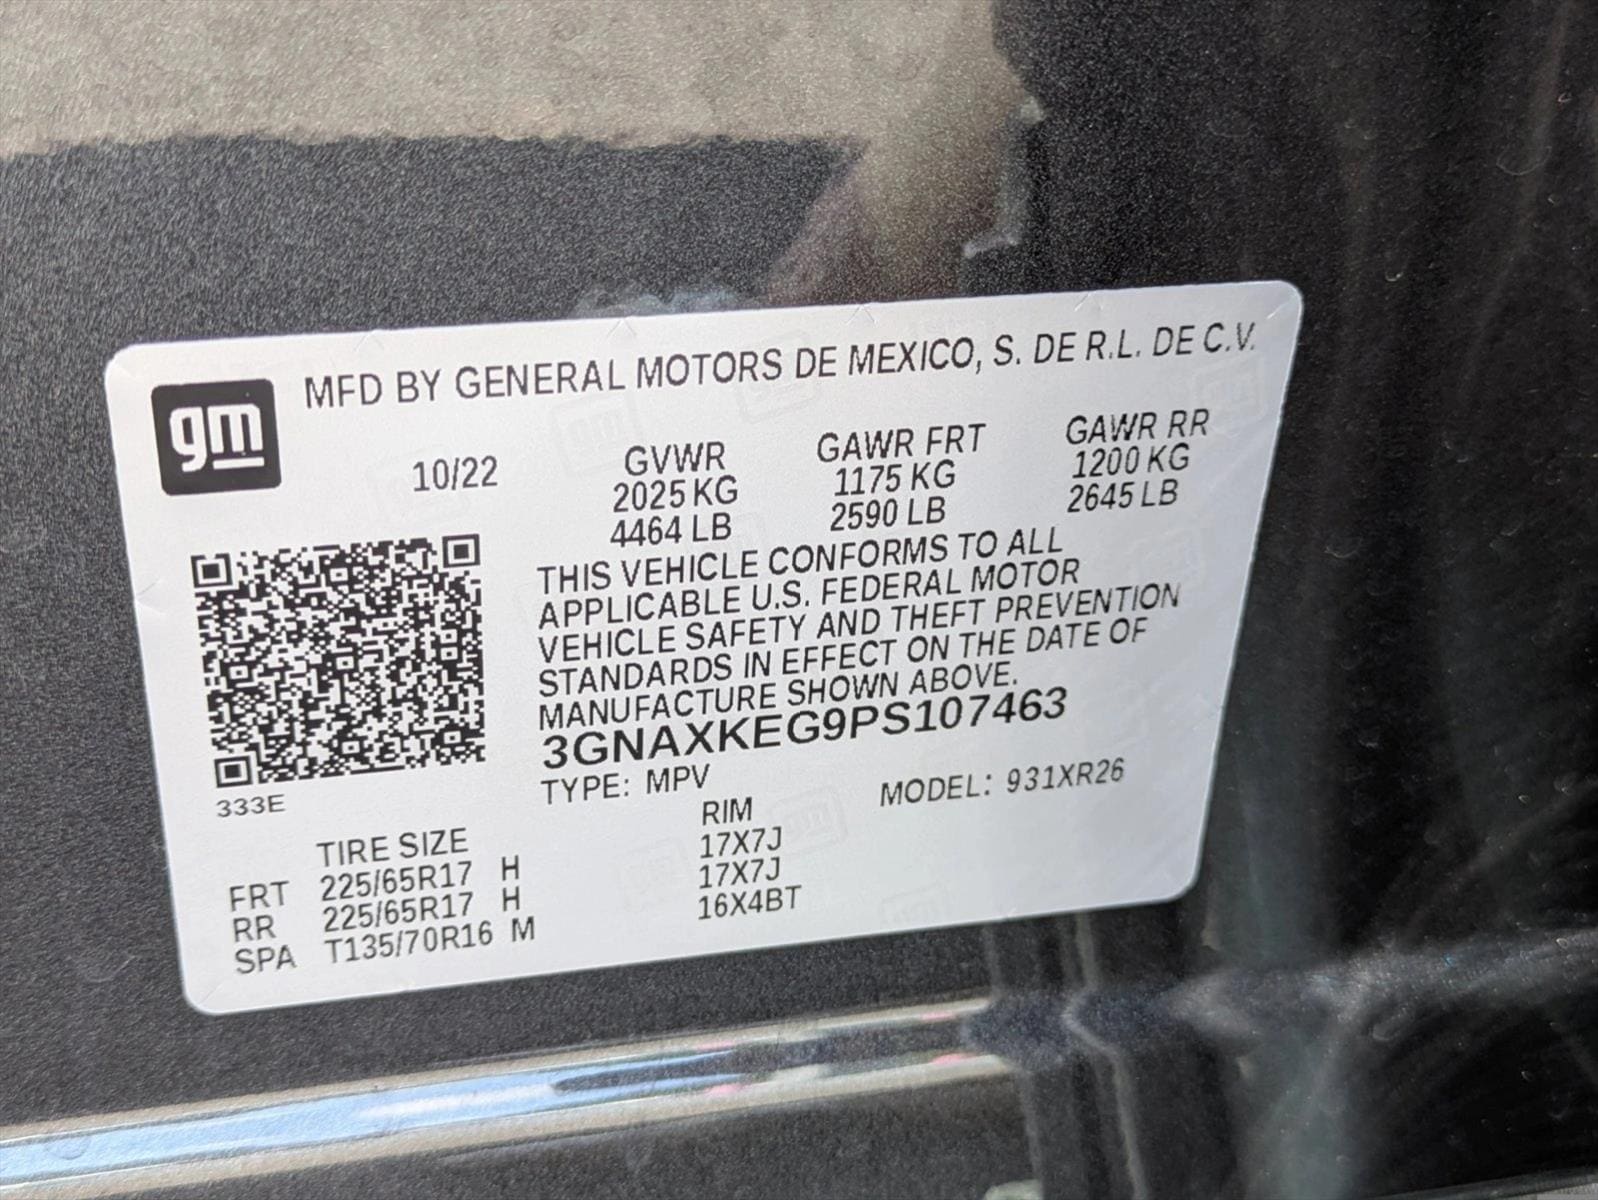 gm
MFD BY GENERAL MOTORS DE MEXICO, S. DE R.L. DE C.V.
10/22 GVWR GAWR FRT GAWR RR
2025 KG 1175 KG 1200 KG
4464 LB 2590 LB 2645 LB
THIS VEHICLE CONFORMS TO ALL
APPLICABLE U.S. FEDERAL MOTOR
VEHICLE SAFETY AND THEFT PREVENTION
STANDARDS IN EFFECT ON THE DATE OF
MANUFACTURE SHOWN ABOVE.
3GNAXKEG9PS107463
TYPE: MPV MODEL: 931XR26
333E
TIRE SIZE RIM
FRT 225/65R17 H 17X7J
RR 225/65R17 H 17X7J
SPA T135/70R16 M 16X4BT